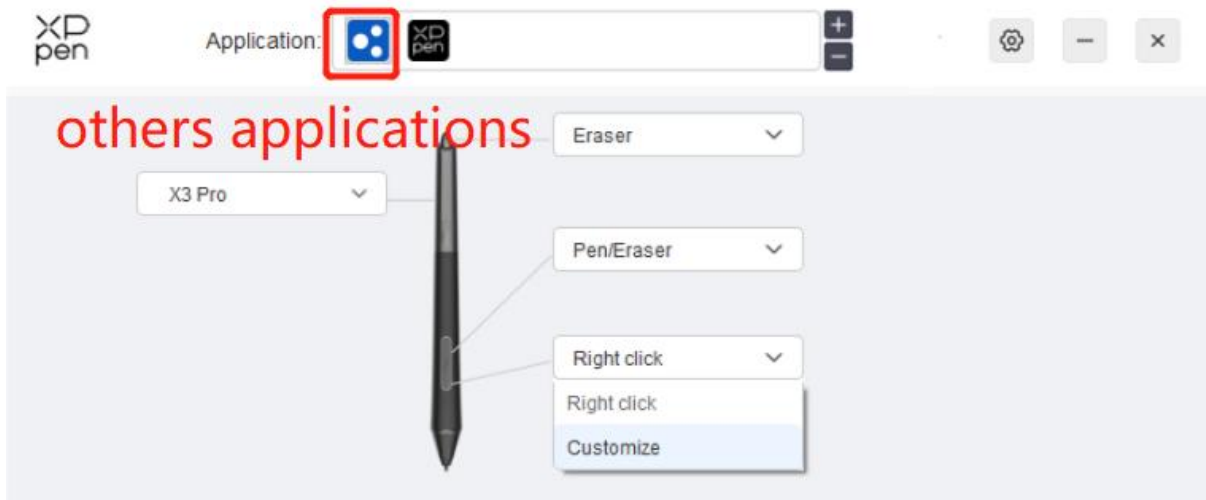 XP
pen
Application:
XP
pen
others applications
Eraser
X3 Pro
Pen/Eraser
Right click
Right click
Customize